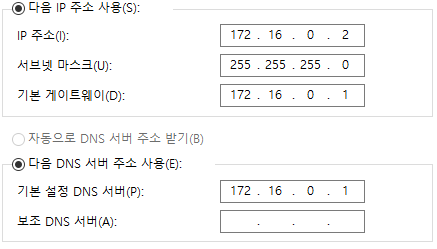 다음 IP 주소 사용(S):
IP 주소(I): 172 . 16 . 0 . 2
서브넷 마스크(U): 255 . 255 . 255 . 0
기본 게이트웨이(D): 172 . 16 . 0 . 1
자동으로 DNS 서버 주소 받기(B)
다음 DNS 서버 주소 사용(E):
기본 설정 DNS 서버(P): 172 . 16 . 0 . 1
보조 DNS 서버(A): . . .